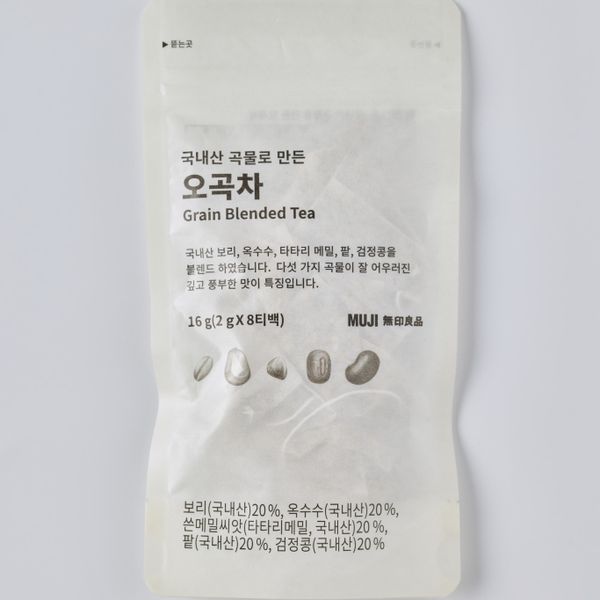 ▶ 뜯는곳
국내산 곡물로 만든
오곡차
Grain Blended Tea
국내산 보리, 옥수수, 타타리 메밀, 팥, 검정콩을
블렌드 하였습니다. 다섯 가지 곡물이 잘 어우러진
깊고 풍부한 맛이 특징입니다.
16 g(2 g X 8티백)
MUJI 無印良品
보리(국내산)20%, 옥수수(국내산)20%,
쓴메밀씨앗(타타리메밀, 국내산)20%,
팥(국내산)20%, 검정콩(국내산)20%